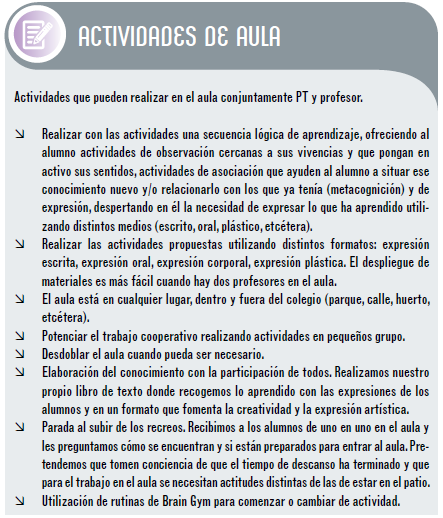 ACTIVIDADES DE AULA
Actividades que pueden realizar en el aula conjuntamente PT y profesor.
Realizar con las actividades una secuencia lógica de aprendizaje, ofreciendo al
alumno actividades de observación cercanas a sus vivencias y que pongan en
activo sus sentidos, actividades de asociación que ayuden al alumno a situar ese
conocimiento nuevo y/o relacionarlo con los que ya tenía (metacognición) y de
expresión, despertando en él la necesidad de expresar lo que ha aprendido utili-
zando distintos medios (escrito, oral, plástico, etcétera).
Realizar las actividades propuestas utilizando distintos formatos: expresión
escrita, expresión oral, expresión corporal, expresión plástica. El despliegue de
materiales es más fácil cuando hay dos profesores en el aula.
El aula está en cualquier lugar, dentro y fuera del colegio (parque, calle, huerto,
etcétera).
Potenciar el trabajo cooperativo realizando actividades en pequeños grupo.
Desdoblar el aula cuando pueda ser necesario.
Elaboración del conocimiento con la participación de todos. Realizamos nuestro
propio libro de texto donde recogemos lo aprendido con las expresiones de los
alumnos y en un formato que fomenta la creatividad y la expresión artística.
Parada al subir de los recreos. Recibimos a los alumnos de uno en uno en el aula y
les preguntamos cómo se encuentran y si están preparados para entrar al aula. Pre-
tendemos que tomen conciencia de que el tiempo de descanso ha terminado y que
para el trabajo en el aula se necesitan actitudes distintas de las de estar en el patio.
Utilización de rutinas de Brain Gym para comenzar o cambiar de actividad.